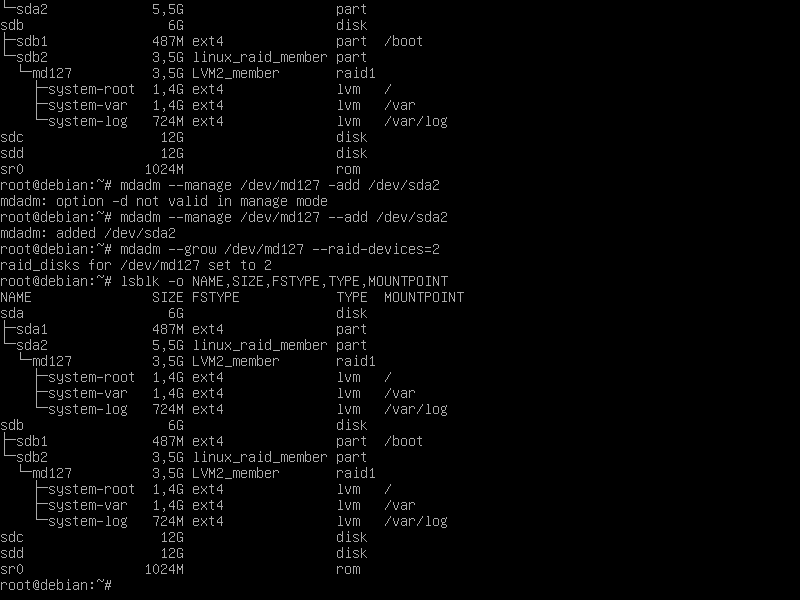 └─sda2             5,5G                   part
sdb                  6G                   disk
├─sdb1             487M ext4              part  /boot
└─sdb2             3,5G linux_raid_member part
  └─md127          3,5G LVM2_member       raid1
    ├─system-root  1,4G ext4              lvm   /
    ├─system-var   1,4G ext4              lvm   /var
    └─system-log   724M ext4              lvm   /var/log
sdc                 12G                   disk
sdd                 12G                   disk
sr0               1024M                   rom
root@debian:~# mdadm --manage /dev/md127 -add /dev/sda2
mdadm: option -d not valid in manage mode
root@debian:~# mdadm --manage /dev/md127 --add /dev/sda2
mdadm: added /dev/sda2
root@debian:~# mdadm --grow /dev/md127 --raid-devices=2
raid_disks for /dev/md127 set to 2
root@debian:~# lsblk -o NAME,SIZE,FSTYPE,TYPE,MOUNTPOINT
NAME               SIZE FSTYPE            TYPE  MOUNTPOINT
sda                  6G                   disk
├─sda1             487M ext4              part
└─sda2             5,5G linux_raid_member part
  └─md127          3,5G LVM2_member       raid1
    ├─system-root  1,4G ext4              lvm   /
    ├─system-var   1,4G ext4              lvm   /var
    └─system-log   724M ext4              lvm   /var/log
sdb                  6G                   disk
├─sdb1             487M ext4              part  /boot
└─sdb2             3,5G linux_raid_member part
  └─md127          3,5G LVM2_member       raid1
    ├─system-root  1,4G ext4              lvm   /
    ├─system-var   1,4G ext4              lvm   /var
    └─system-log   724M ext4              lvm   /var/log
sdc                 12G                   disk
sdd                 12G                   disk
sr0               1024M                   rom
root@debian:~#